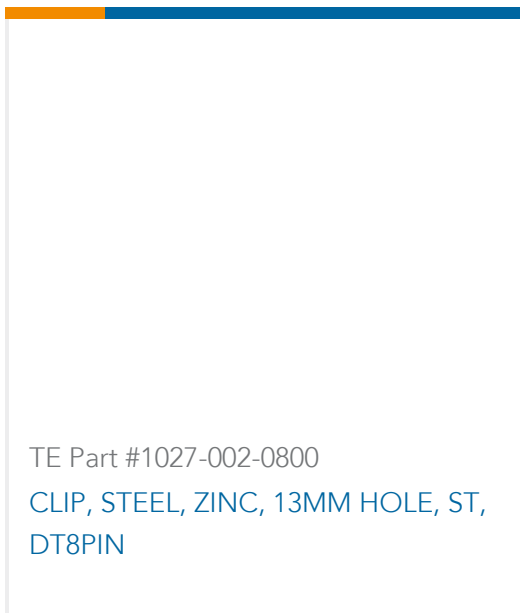 TE Part #1027-002-0800
CLIP, STEEL, ZINC, 13MM HOLE, ST,
DT8PIN